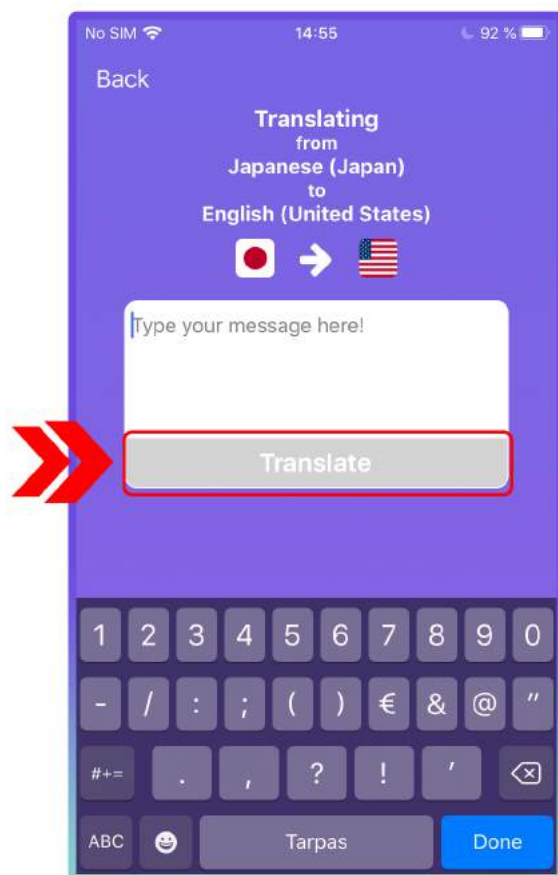 No SIM 14:55 92 %
Back
Translating
from
Japanese (Japan)
to
English (United States)
Type your message here!
Translate
1 2 3 4 5 6 7 8 9 0
- / : ; ( ) € & @ "
#+= . , ? ! '
ABC Tarpas Done